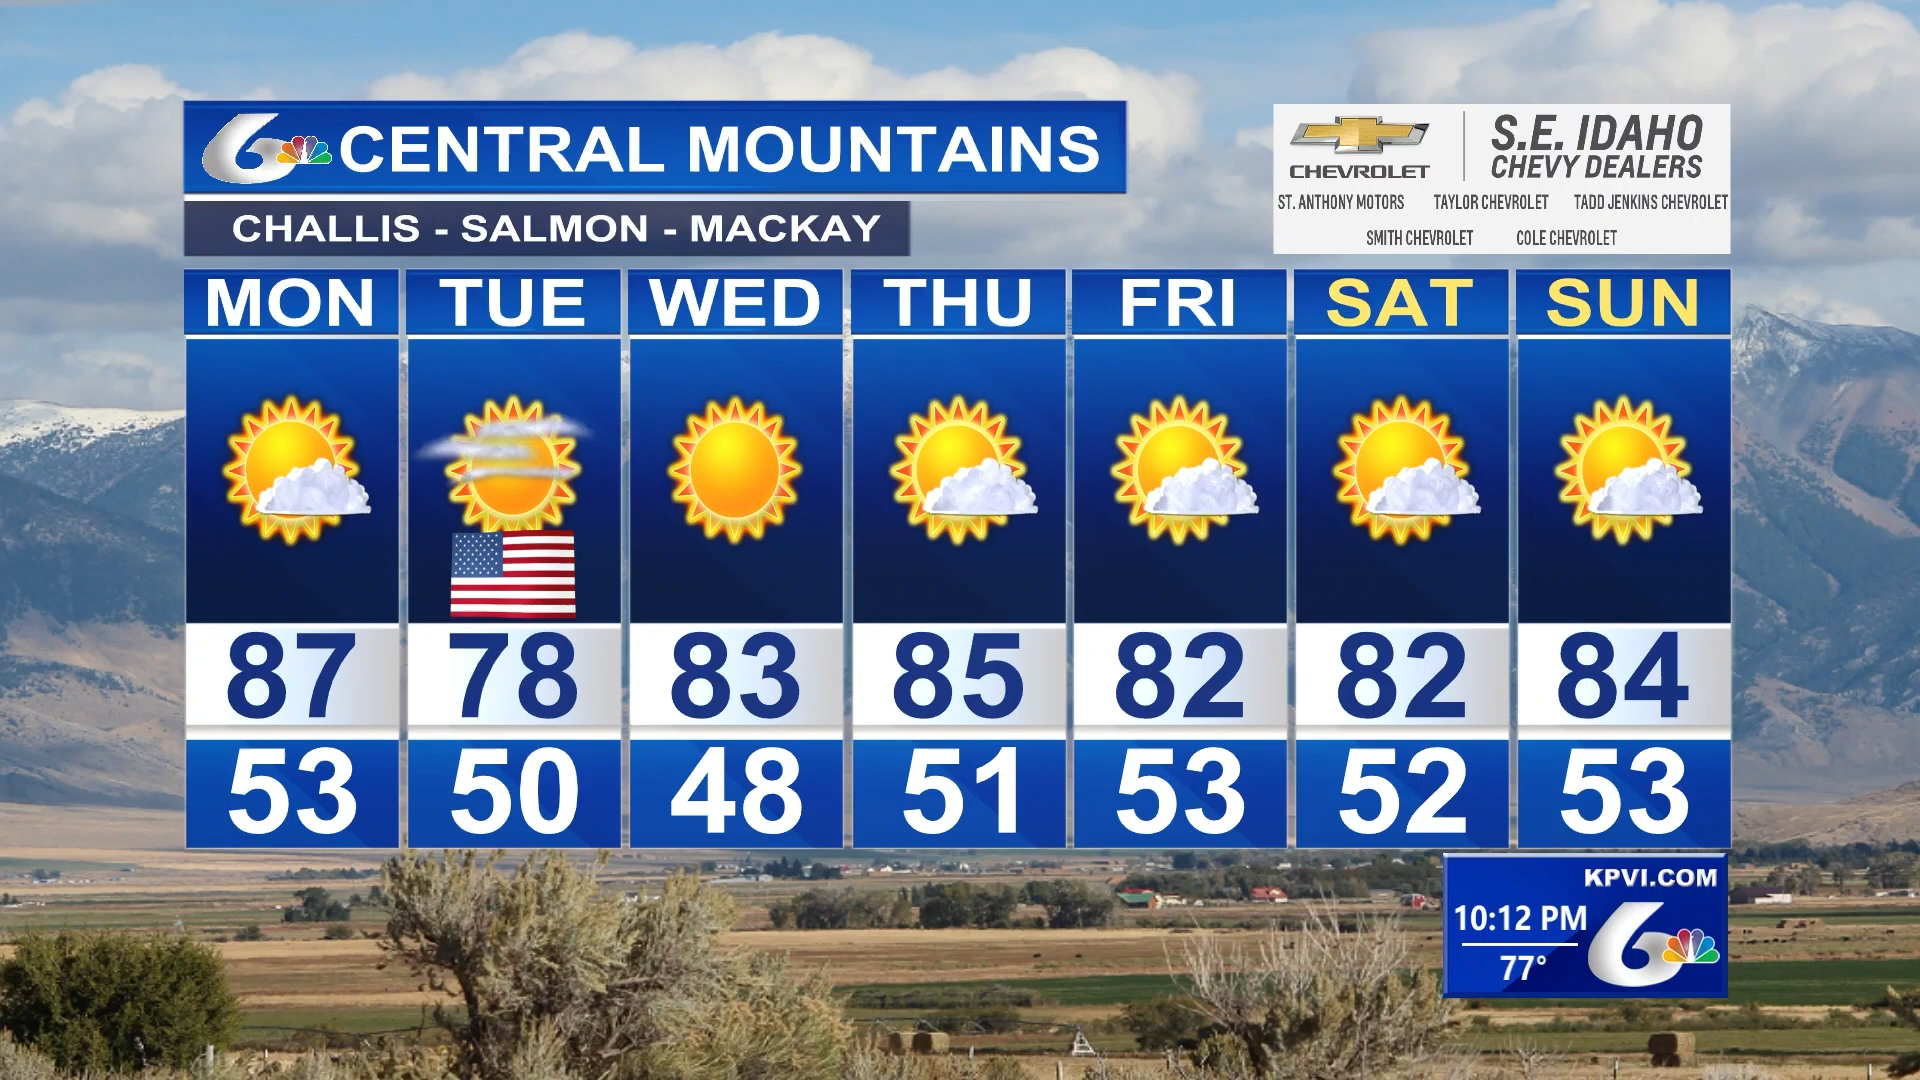 6 CENTRAL MOUNTAINS
CHALLIS - SALMON - MACKAY
CHEVROLET
S.E. IDAHO
CHEVY DEALERS
ST. ANTHONY MOTORS TAYLOR CHEVROLET TADD JENKINS CHEVROLET
SMITH CHEVROLET COLE CHEVROLET
MON TUE WED THU FRI SAT SUN
87 78 83 85 82 82 84
53 50 48 51 53 52 53
KPVI.COM
10:12 PM
77°
6